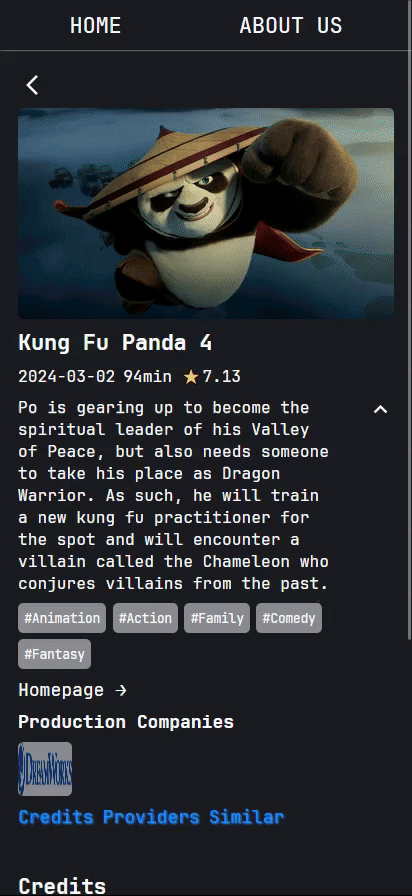 HOME ABOUT US
Kung Fu Panda 4
2024-03-02 94min ★7.13
Po is gearing up to become the
spiritual leader of his Valley
of Peace, but also needs someone
to take his place as Dragon
Warrior. As such, he will train
a new kung fu practitioner for
the spot and will encounter a
villain called the Chameleon who
conjures villains from the past.
#Animation #Action #Family #Comedy
#Fantasy
Homepage →
Production Companies
DREAMWORKS
Credits Providers Similar
Credits